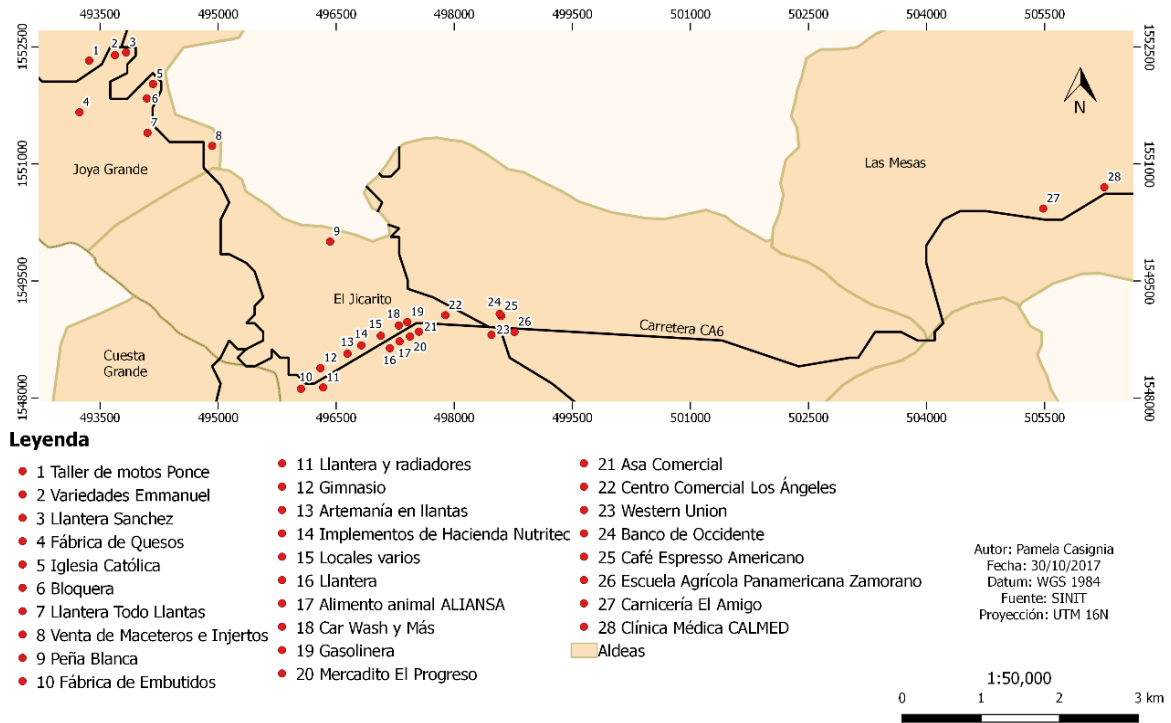 493500 495000 496500 498000 499500 501000 502500 504000 505500
1552500 1552500
1 2 3
4 5
6
7
8
N
Joya Grande
Las Mesas
1551000 1551000
28
27
9
1549500 1549500
El Jicarito
24 25
22
18 19
Carretera CA6
26
15 21 23
14
13
20
17
16
12
Cuesta
Grande
10 11
1548000 1548000
493500 495000 496500 498000 499500 501000 502500 504000 505500
Leyenda
1 Taller de motos Ponce
2 Variedades Emmanuel
3 Llantera Sanchez
4 Fábrica de Quesos
5 Iglesia Católica
6 Bloquera
7 Llantera Todo Llantas
8 Venta de Maceteros e Injertos
9 Peña Blanca
10 Fábrica de Embutidos
11 Llantera y radiadores
12 Gimnasio
13 Artemanía en llantas
14 Implementos de Hacienda Nutritec
15 Locales varios
16 Llantera
17 Alimento animal ALIANSA
18 Car Wash y Más
19 Gasolinera
20 Mercadito El Progreso
21 Asa Comercial
22 Centro Comercial Los Ángeles
23 Western Union
24 Banco de Occidente
25 Café Espresso Americano
26 Escuela Agrícola Panamericana Zamorano
27 Carnicería El Amigo
28 Clínica Médica CALMED
Aldeas
Autor: Pamela Casignia
Fecha: 30/10/2017
Datum: WGS 1984
Fuente: SINIT
Proyección: UTM 16N
1:50,000
0 1 2 3 km